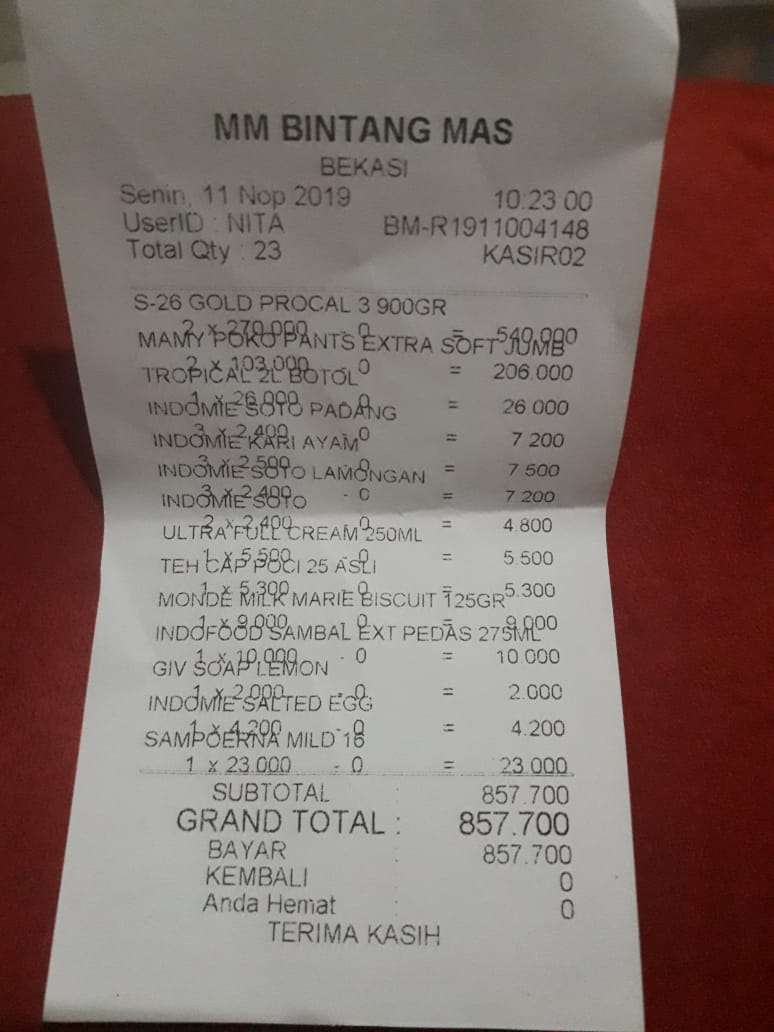 MM BINTANG MAS
BEKASI
Senin, 11 Nop 2019 10:23:00
UserID : NITA BM-R1911004148
Total Qty : 23 KASIR02
S-26 GOLD PROCAL 3 900GR
2 x 270.000 - 0 = 540.000
MAMY POKO PANTS EXTRA SOFT JUMB
2 x 103.000 - 0 = 206.000
TROPICAL 2L BOTOL
1 x 26.000 - 0 = 26.000
INDOMIE SOTO PADANG
3 x 2.400 - 0 = 7.200
INDOMIE KARI AYAM
3 x 2.500 - 0 = 7.500
INDOMIE SOTO LAMONGAN
3 x 2.400 - 0 = 7.200
INDOMIE SOTO
2 x 2.400 - 0 = 4.800
ULTRA FULL CREAM 250ML
1 x 5.500 - 0 = 5.500
TEH CAP POCI 25 ASLI
1 x 5.300 - 0 = 5.300
MONDE MILK MARIE BISCUIT 125GR
1 x 9.000 - 0 = 9.000
INDOFOOD SAMBAL EXT PEDAS 275ML
1 x 10.000 - 0 = 10.000
GIV SOAP LEMON
1 x 2.000 - 0 = 2.000
INDOMIE SALTED EGG
1 x 4.200 - 0 = 4.200
SAMPOERNA MILD 16
1 x 23.000 - 0 = 23.000
SUBTOTAL : 857.700
GRAND TOTAL : 857.700
BAYAR : 857.700
KEMBALI 0
Anda Hemat : 0
TERIMA KASIH